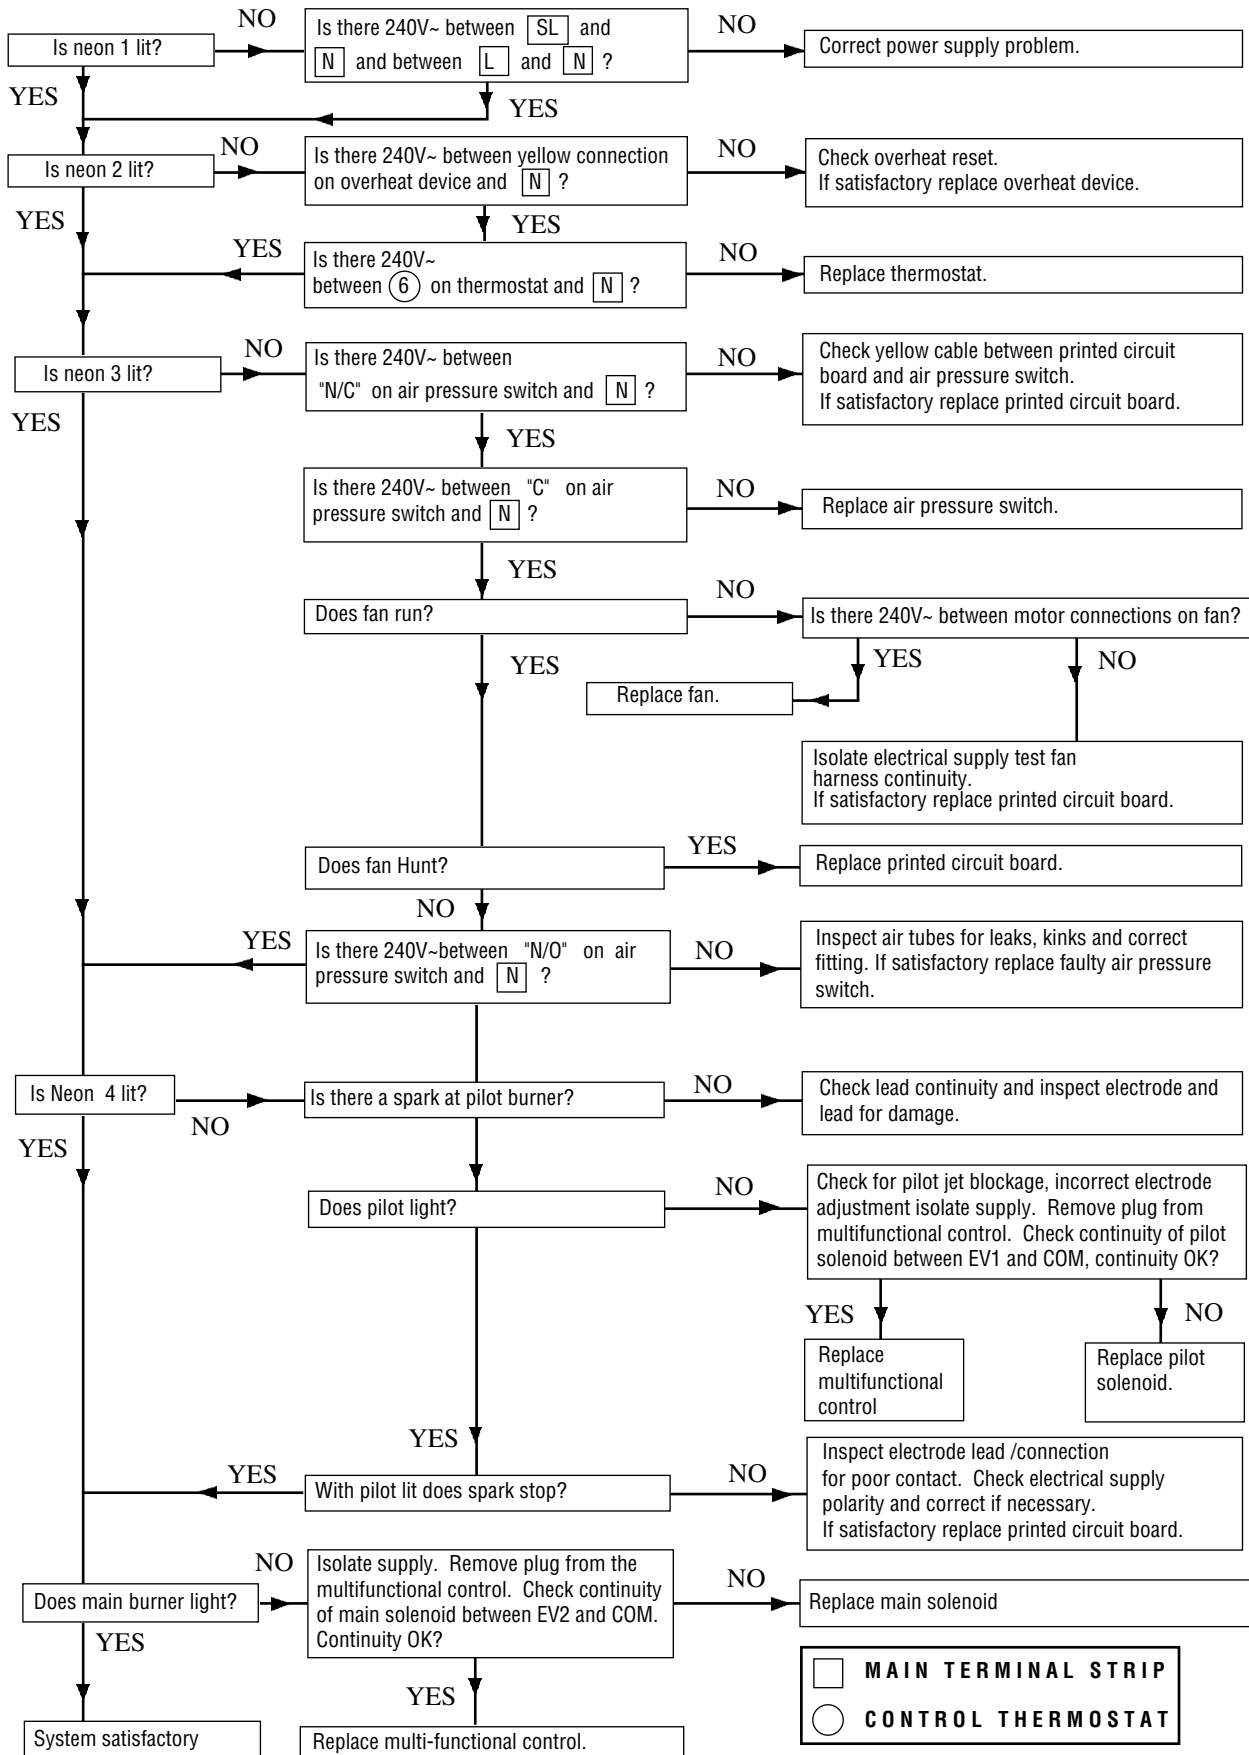 Is neon 1 lit?
NO
Is there 240V~ between SL and
N and between L and N ?
NO
Correct power supply problem.
YES
YES
Is neon 2 lit?
NO
Is there 240V~ between yellow connection
on overheat device and N ?
NO
Check overheat reset.
If satisfactory replace overheat device.
YES
YES
YES
Is there 240V~
between 6 on thermostat and N ?
NO
Replace thermostat.
Is neon 3 lit?
NO
Is there 240V~ between
"N/C" on air pressure switch and N ?
NO
Check yellow cable between printed circuit
board and air pressure switch.
If satisfactory replace printed circuit board.
YES
YES
Is there 240V~ between "C" on air
pressure switch and N ?
NO
Replace air pressure switch.
YES
Does fan run?
NO
Is there 240V~ between motor connections on fan?
YES
YES
NO
Replace fan.
Isolate electrical supply test fan
harness continuity.
If satisfactory replace printed circuit board.
Does fan Hunt?
YES
Replace printed circuit board.
NO
YES
Is there 240V~between "N/O" on air
pressure switch and N ?
NO
Inspect air tubes for leaks, kinks and correct
fitting. If satisfactory replace faulty air pressure
switch.
Is Neon 4 lit?
NO
Is there a spark at pilot burner?
NO
Check lead continuity and inspect electrode and
lead for damage.
YES
Does pilot light?
NO
Check for pilot jet blockage, incorrect electrode
adjustment isolate supply. Remove plug from
multifunctional control. Check continuity of pilot
solenoid between EV1 and COM, continuity OK?
YES
NO
Replace
multifunctional
control
Replace pilot
solenoid.
YES
YES
With pilot lit does spark stop?
NO
Inspect electrode lead /connection
for poor contact. Check electrical supply
polarity and correct if necessary.
If satisfactory replace printed circuit board.
Does main burner light?
NO
Isolate supply. Remove plug from the
multifunctional control. Check continuity
of main solenoid between EV2 and COM.
Continuity OK?
NO
Replace main solenoid
YES
YES
MAIN TERMINAL STRIP
CONTROL THERMOSTAT
System satisfactory
Replace multi-functional control.